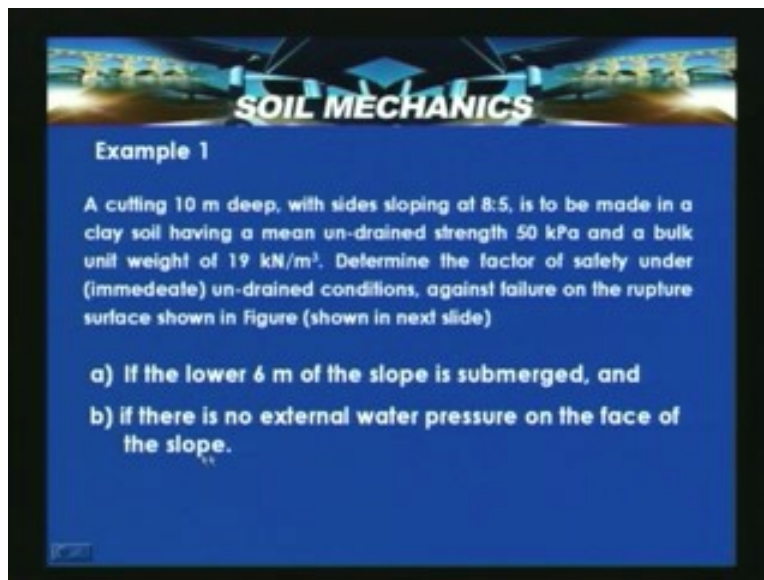 SOIL MECHANICS
Example 1
A cutting 10 m deep, with sides sloping at 8:5, is to be made in a
clay soil having a mean un-drained strength 50 kPa and a bulk
unit weight of 19 kN/m³. Determine the factor of safety under
(immedeate) un-drained conditions, against failure on the rupture
surface shown in Figure (shown in next slide)
a) If the lower 6 m of the slope is submerged, and
b) if there is no external water pressure on the face of
the slope.